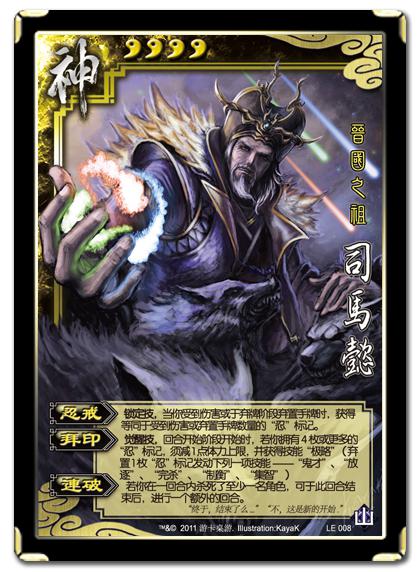 神
晉國之祖
司馬懿
忍戒
锁定技，当你受到伤害或于弃牌阶段弃置手牌时，获得
等同于受到伤害或弃置手牌数量的“忍”标记。
拜印
觉醒技，回合开始阶段开始时，若你拥有4枚或更多的
“忍”标记，须减1点体力上限，并获得技能“极略”（弃
置1枚“忍”标记发动下列一项技能——“鬼才”、“放
逐”、“完杀”、“制衡”、“集智”）
連破
若你在一回合内杀死了至少一名角色，可于此回合结
束后，进行一个额外的回合。
“终于，结束了么…” “不，这是新的开始。”
™&© 2011 游卡桌游. Illustration:KayaK
LE 008